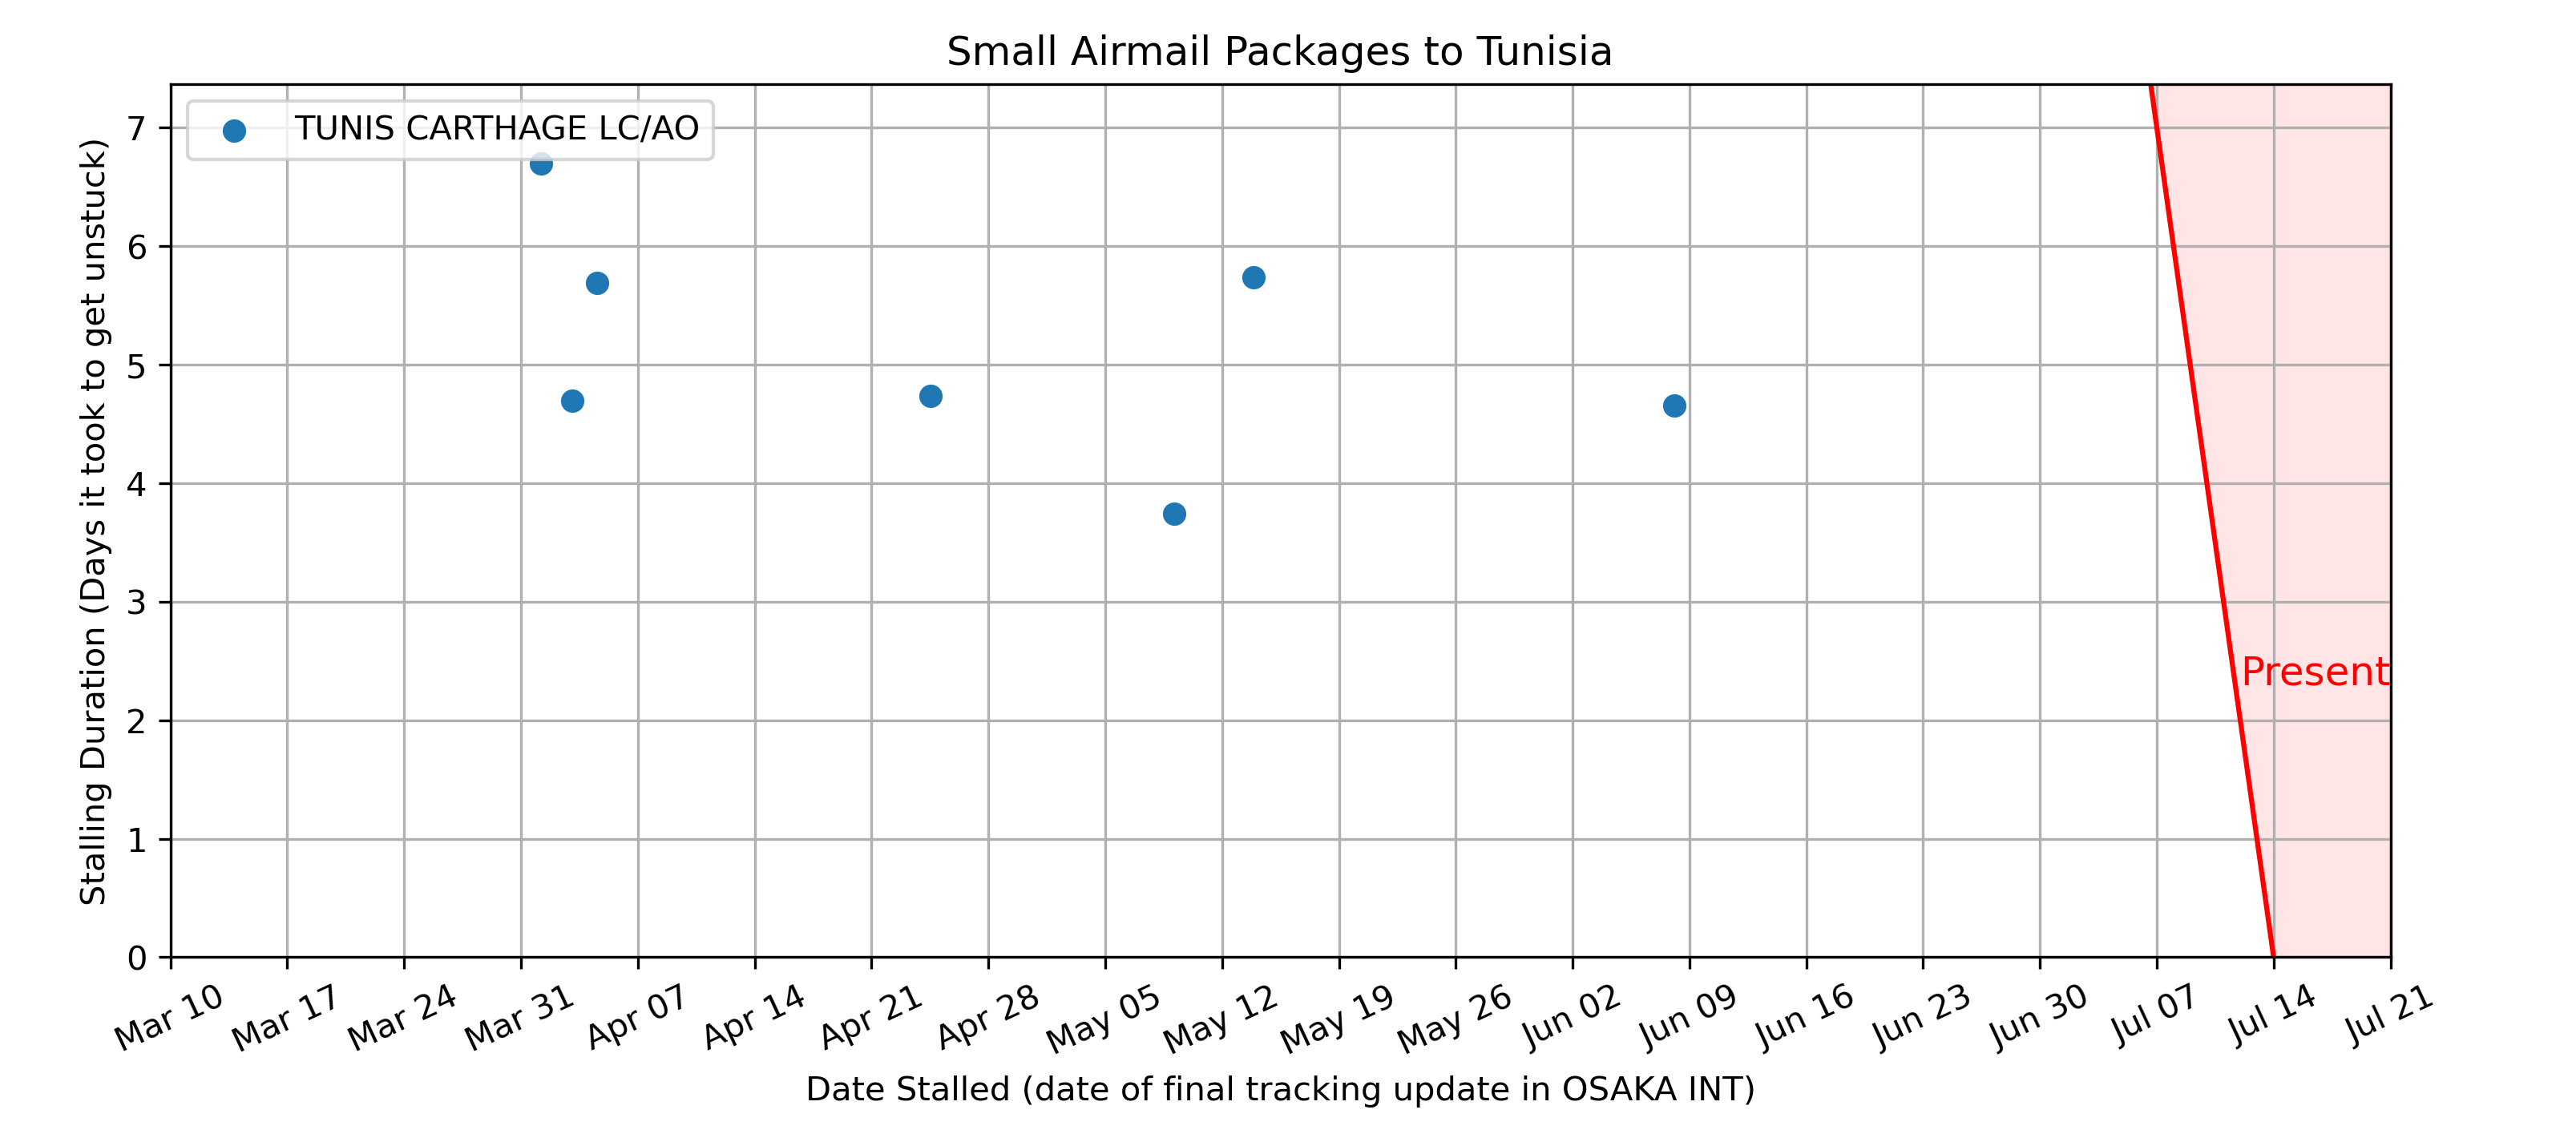 Small Airmail Packages to Tunisia
TUNIS CARTHAGE LC/AO
Stalling Duration (Days it took to get unstuck)
7
6
5
4
3
2
1
0
Present
Mar 10 Mar 17 Mar 24 Mar 31 Apr 07 Apr 14 Apr 21 Apr 28 May 05 May 12 May 19 May 26 Jun 02 Jun 09 Jun 16 Jun 23 Jun 30 Jul 07 Jul 14 Jul 21
Date Stalled (date of final tracking update in OSAKA INT)